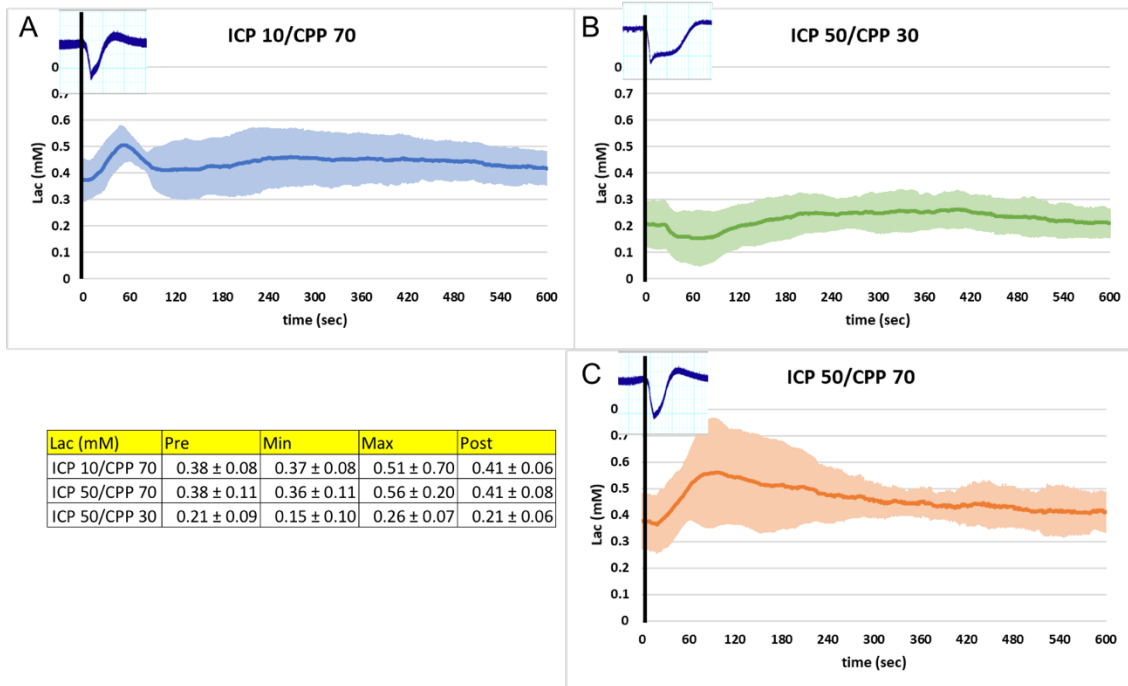 A
ICP 10/CPP 70
0
0.7
0.6
0.5
0.4
0.3
0.2
0.1
0
Lac (mM)
0 60 120 180 240 300 360 420 480 540 600
time (sec)
B
ICP 50/CPP 30
0
0.7
0.6
0.5
0.4
0.3
0.2
0.1
0
Lac (mM)
0 60 120 180 240 300 360 420 480 540 600
time (sec)
Lac (mM) Pre Min Max Post
ICP 10/CPP 70 0.38 ± 0.08 0.37 ± 0.08 0.51 ± 0.70 0.41 ± 0.06
ICP 50/CPP 70 0.38 ± 0.11 0.36 ± 0.11 0.56 ± 0.20 0.41 ± 0.08
ICP 50/CPP 30 0.21 ± 0.09 0.15 ± 0.10 0.26 ± 0.07 0.21 ± 0.06
C
ICP 50/CPP 70
0
0.7
0.6
0.5
0.4
0.3
0.2
0.1
0
Lac (mM)
0 60 120 180 240 300 360 420 480 540 600
time (sec)